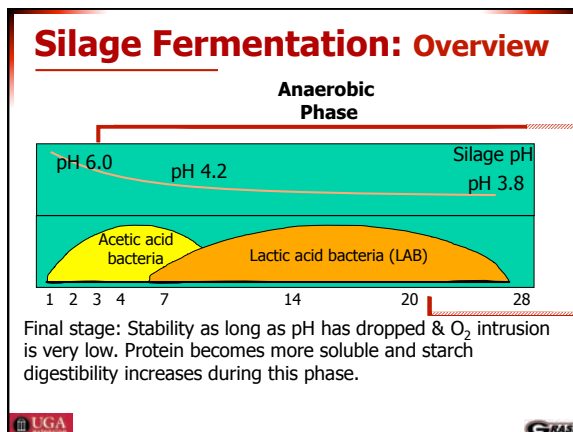 Silage Fermentation: Overview
Anaerobic
Phase
Silage pH
pH 6.0
pH 4.2
pH 3.8
Acetic acid
bacteria
Lactic acid bacteria (LAB)
1 2 3 4 7 14 20 28
Final stage: Stability as long as pH has dropped & O₂ intrusion
is very low. Protein becomes more soluble and starch
digestibility increases during this phase.
UGA